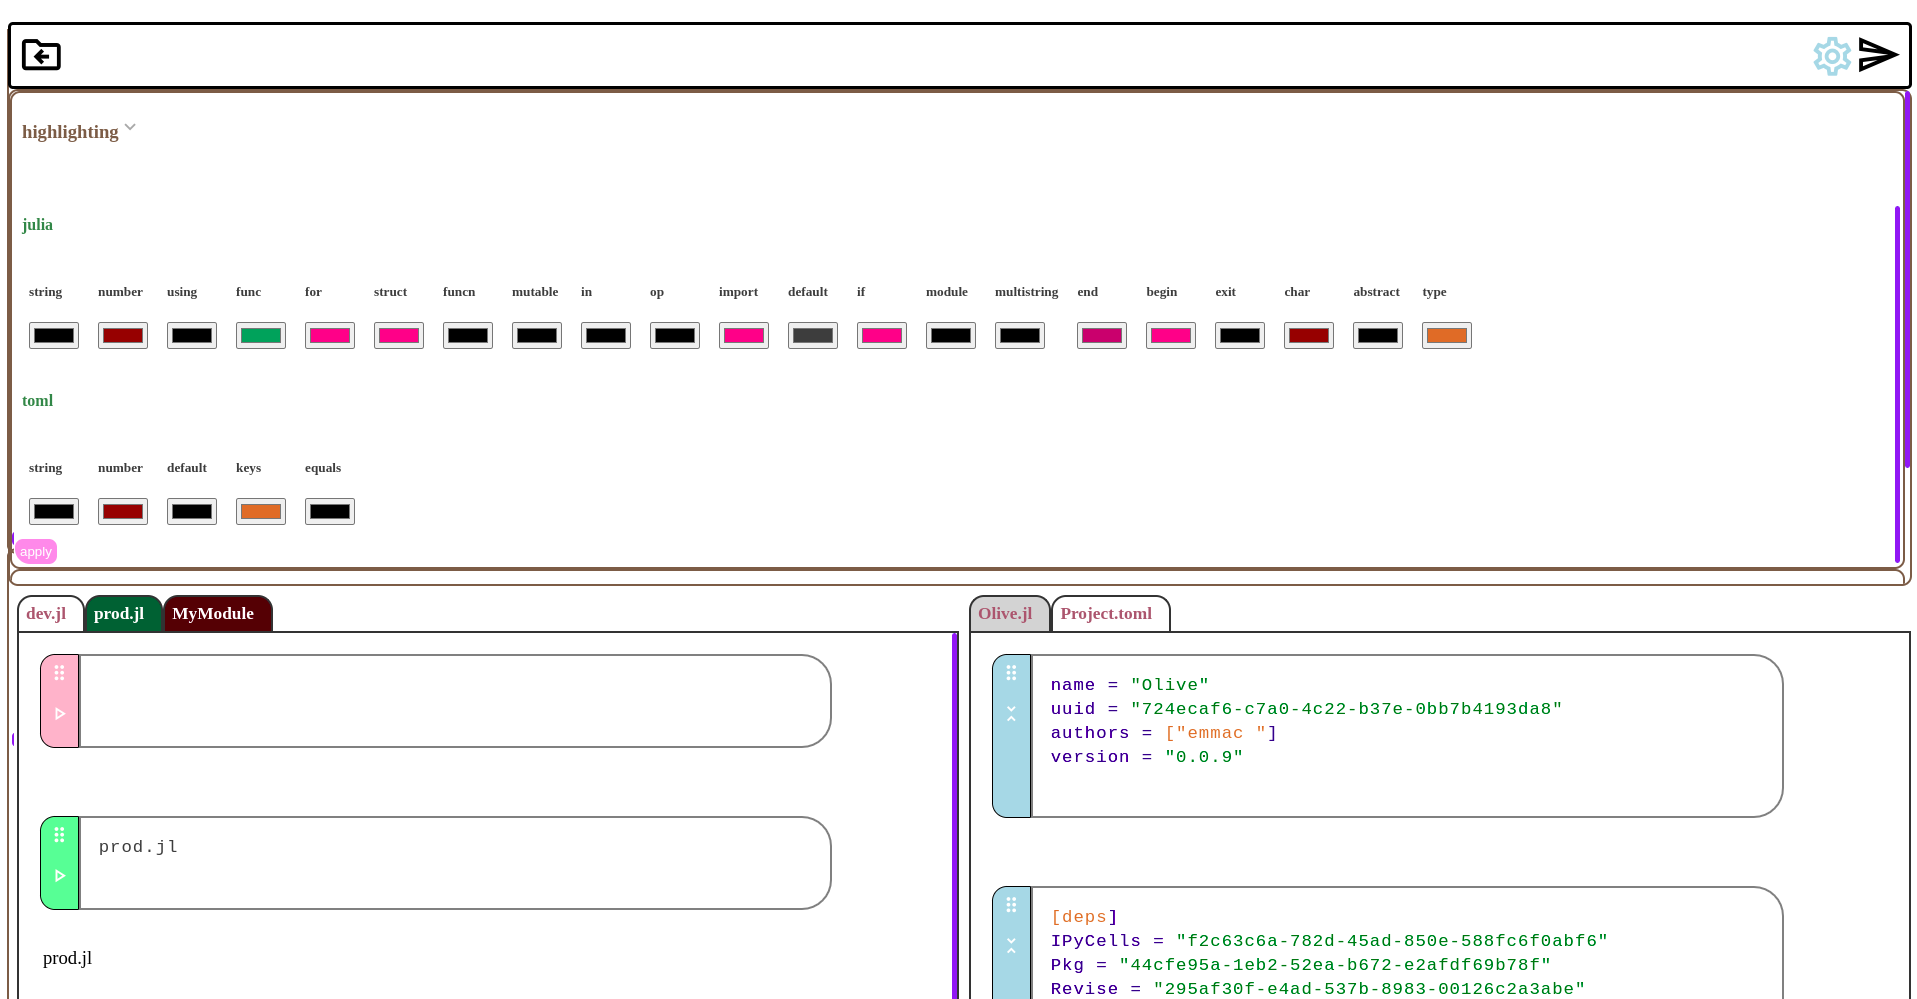 highlighting
julia
string number using func for struct funcn mutable in op import default if module multistring end begin exit char abstract type
toml
string number default keys equals
apply
dev.jl prod.jl MyModule
prod.jl
prod.jl
Olive.jl Project.toml
name = "Olive"
uuid = "724ecaf6-c7a0-4c22-b37e-0bb7b4193da8"
authors = ["emmac "]
version = "0.0.9"
[deps]
IPyCells = "f2c63c6a-782d-45ad-850e-588fc6f0abf6"
Pkg = "44cfe95a-1eb2-52ea-b672-e2afdf69b78f"
Revise = "295af30f-e4ad-537b-8983-00126c2a3abe"